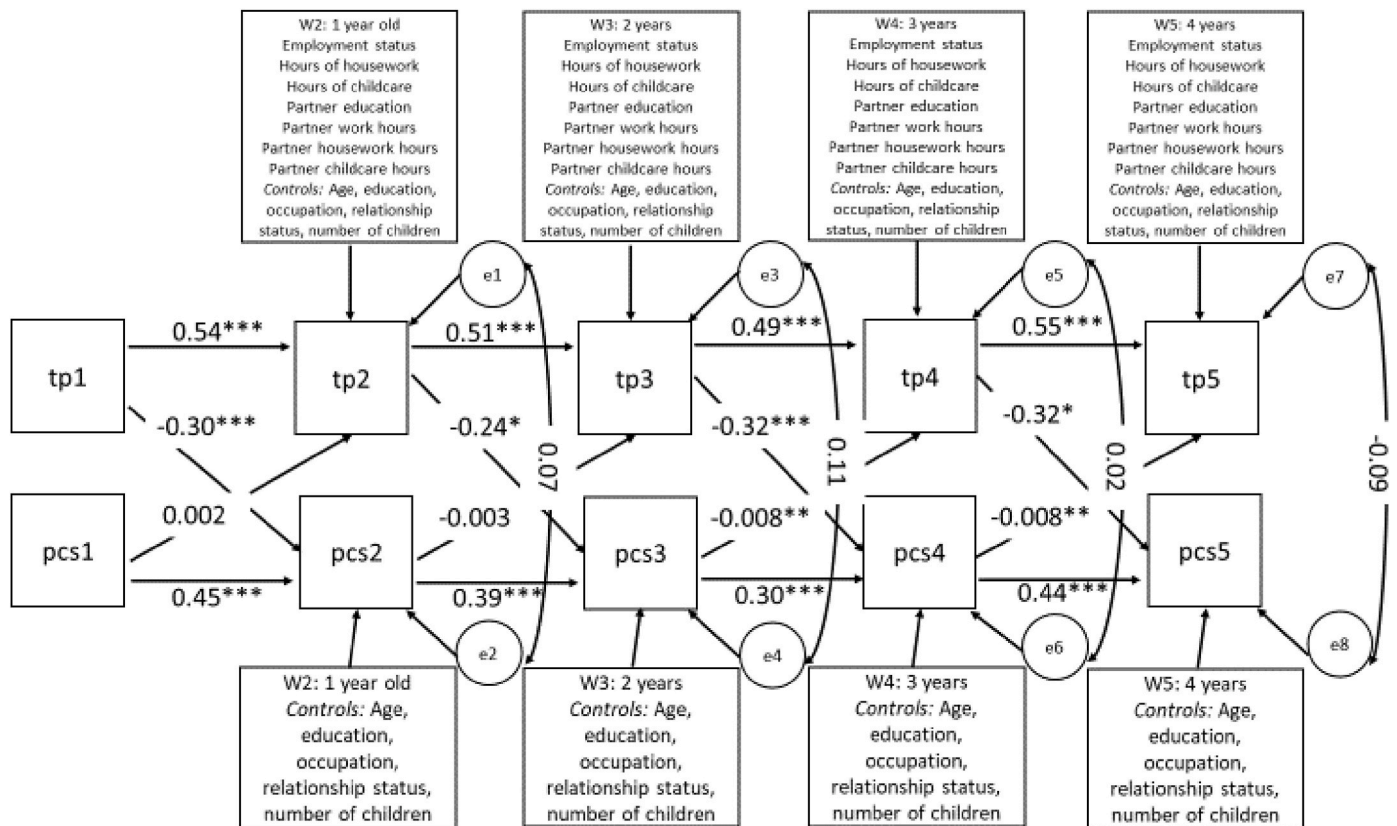 W2: 1 year old
Employment status
Hours of housework
Hours of childcare
Partner education
Partner work hours
Partner housework hours
Partner childcare hours
Controls: Age, education,
occupation, relationship
status, number of children
W3: 2 years
Employment status
Hours of housework
Hours of childcare
Partner education
Partner work hours
Partner housework hours
Partner childcare hours
Controls: Age, education,
occupation, relationship
status, number of children
W4: 3 years
Employment status
Hours of housework
Hours of childcare
Partner education
Partner work hours
Partner housework hours
Partner childcare hours
Controls: Age, education,
occupation, relationship
status, number of children
W5: 4 years
Employment status
Hours of housework
Hours of childcare
Partner education
Partner work hours
Partner housework hours
Partner childcare hours
Controls: Age, education,
occupation, relationship
status, number of children
e1
e3
e5
e7
tp1
0.54***
tp2
0.51***
tp3
0.49***
tp4
0.55***
tp5
-0.30***
-0.24*
-0.32***
-0.32*
0.07
0.11
0.02
-0.09
0.002
-0.003
-0.008**
-0.008**
pcs1
0.45***
pcs2
0.39***
pcs3
0.30***
pcs4
0.44***
pcs5
e2
e4
e6
e8
W2: 1 year old
Controls: Age,
education,
occupation,
relationship status,
number of children
W3: 2 years
Controls: Age,
education,
occupation,
relationship status,
number of children
W4: 3 years
Controls: Age,
education,
occupation,
relationship status,
number of children
W5: 4 years
Controls: Age,
education,
occupation,
relationship status,
number of children